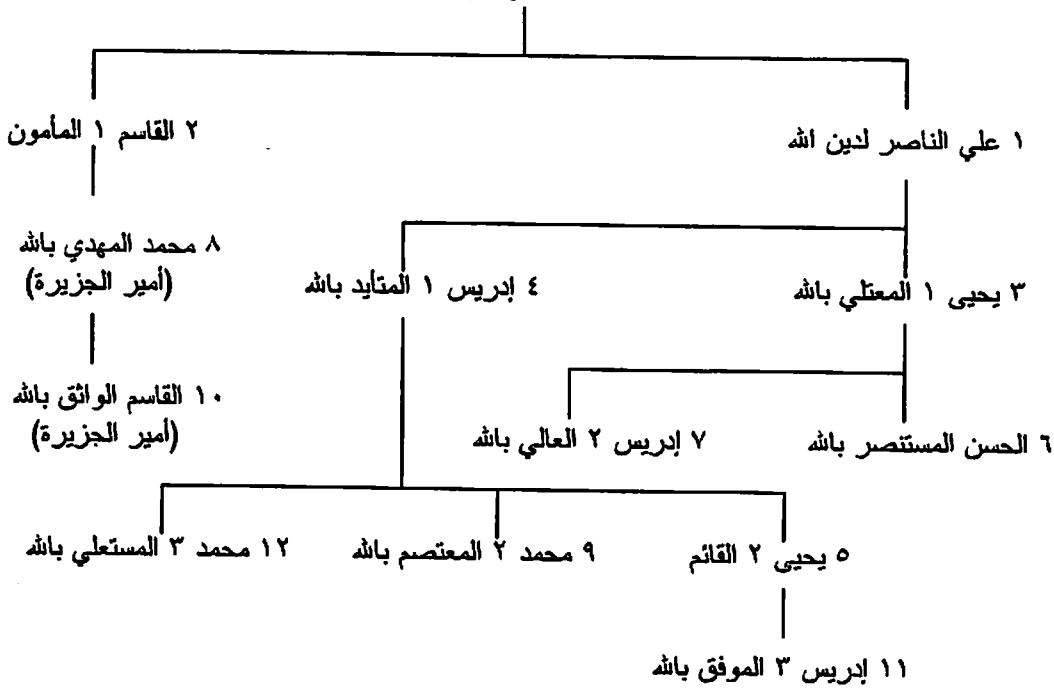 ١ علي الناصر لدين الله
٢ القاسم ١ المأمون
٣ يحيى ١ المعتلي بالله
٤ إدريس ١ المتأيد بالله
٨ محمد المهدي بالله
(أمير الجزيرة)
٦ الحسن المستنصر بالله
٧ إدريس ٢ العالي بالله
١٠ القاسم الواثق بالله
(أمير الجزيرة)
٥ يحيى ٢ القائم
٩ محمد ٢ المعتصم بالله
١٢ محمد ٣ المستعلي بالله
١١ إدريس ٣ الموفق بالله